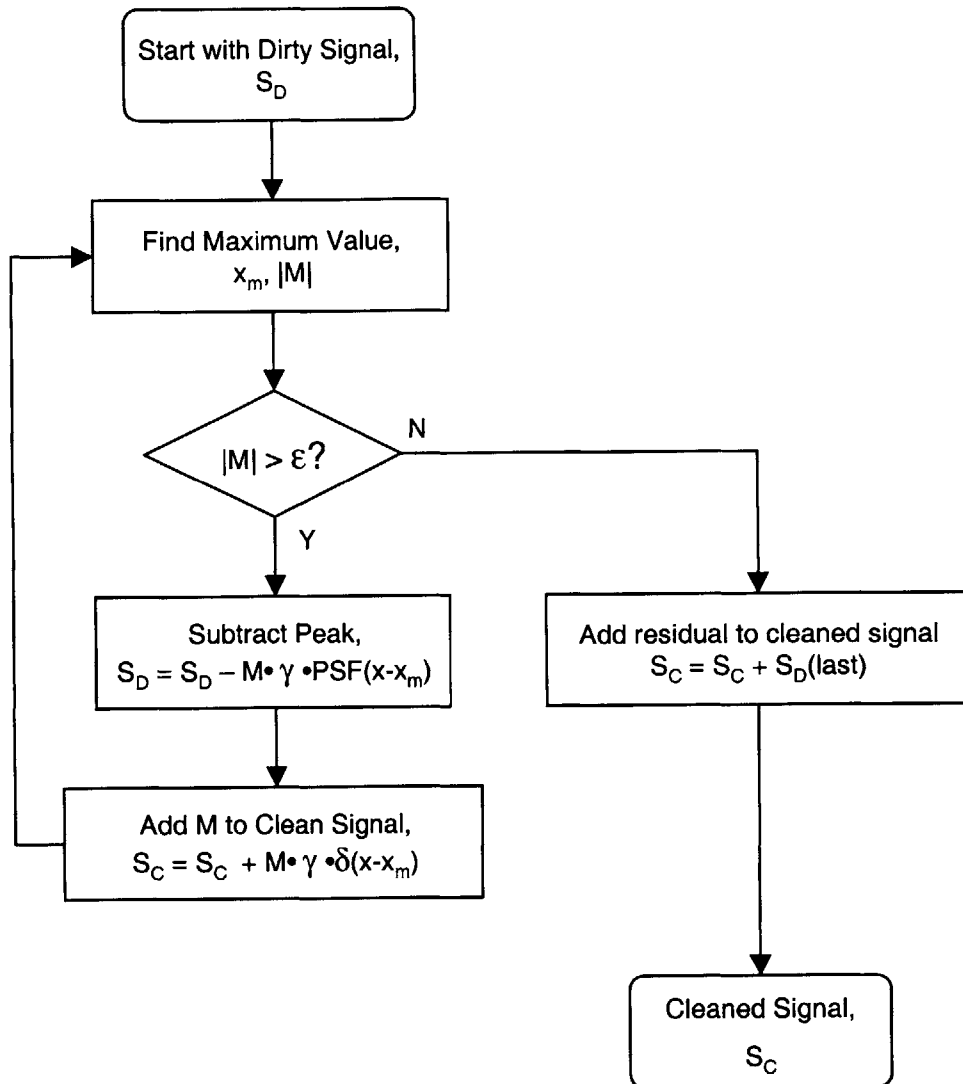 Start with Dirty Signal,
S_D
Find Maximum Value,
x_m, |M|
|M| > ε?
N
Y
Subtract Peak,
S_D = S_D – M• γ •PSF(x-x_m)
Add residual to cleaned signal
S_C = S_C + S_D(last)
Add M to Clean Signal,
S_C = S_C + M• γ •δ(x-x_m)
Cleaned Signal,
S_C